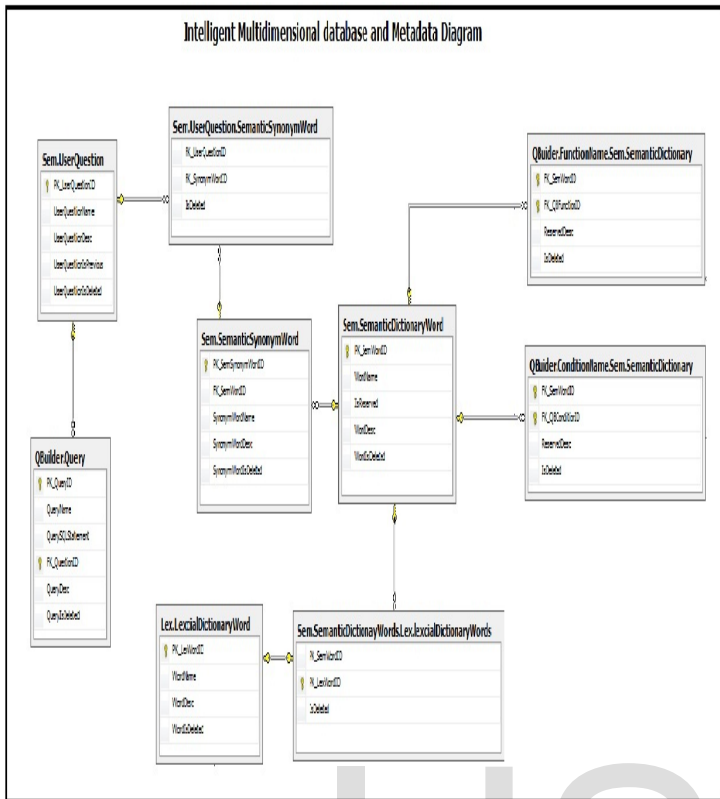 Intelligent Multidimensional database and Metadata Diagram
Sem.UserQuestion
PK_UserQuestionID
UserQuestionName
UserQuestionDesc
UserQuestionIsPrevious
UserQuestionIsDeleted
Sem.UserQuestion.SemanticSynonymWord
FK_UserQuestionID
FK_SynonymWordID
IsDeleted
QBuider.FunctionName.Sem.SemanticDictionary
FK_SemWordID
FK_QBFunctionID
ReservedDesc
IsDeleted
Sem.SemanticSynonymWord
PK_SemSynonymWordID
FK_SemWordID
SynonymWordName
SynonymWordDesc
SynonymWordIsDeleted
Sem.SemanticDictionaryWord
PK_SemWordID
WordName
IsReserved
WordDesc
WordIsDeleted
QBuider.ConditionName.Sem.SemanticDictionary
FK_SemWordID
FK_QBConditionID
ReservedDesc
IsDeleted
QBuilder.Query
PK_QueryID
QueryName
QuerySQLStatement
FK_QuestionID
QueryDesc
QueryIsDeleted
Lex.LexcialDictionaryWord
PK_LexWordID
WordName
WordDesc
WordIsDeleted
Sem.SemanticDictionayWords.Lex.lexcialDictionaryWords
FK_SemWordID
FK_LexWordID
IsDeleted